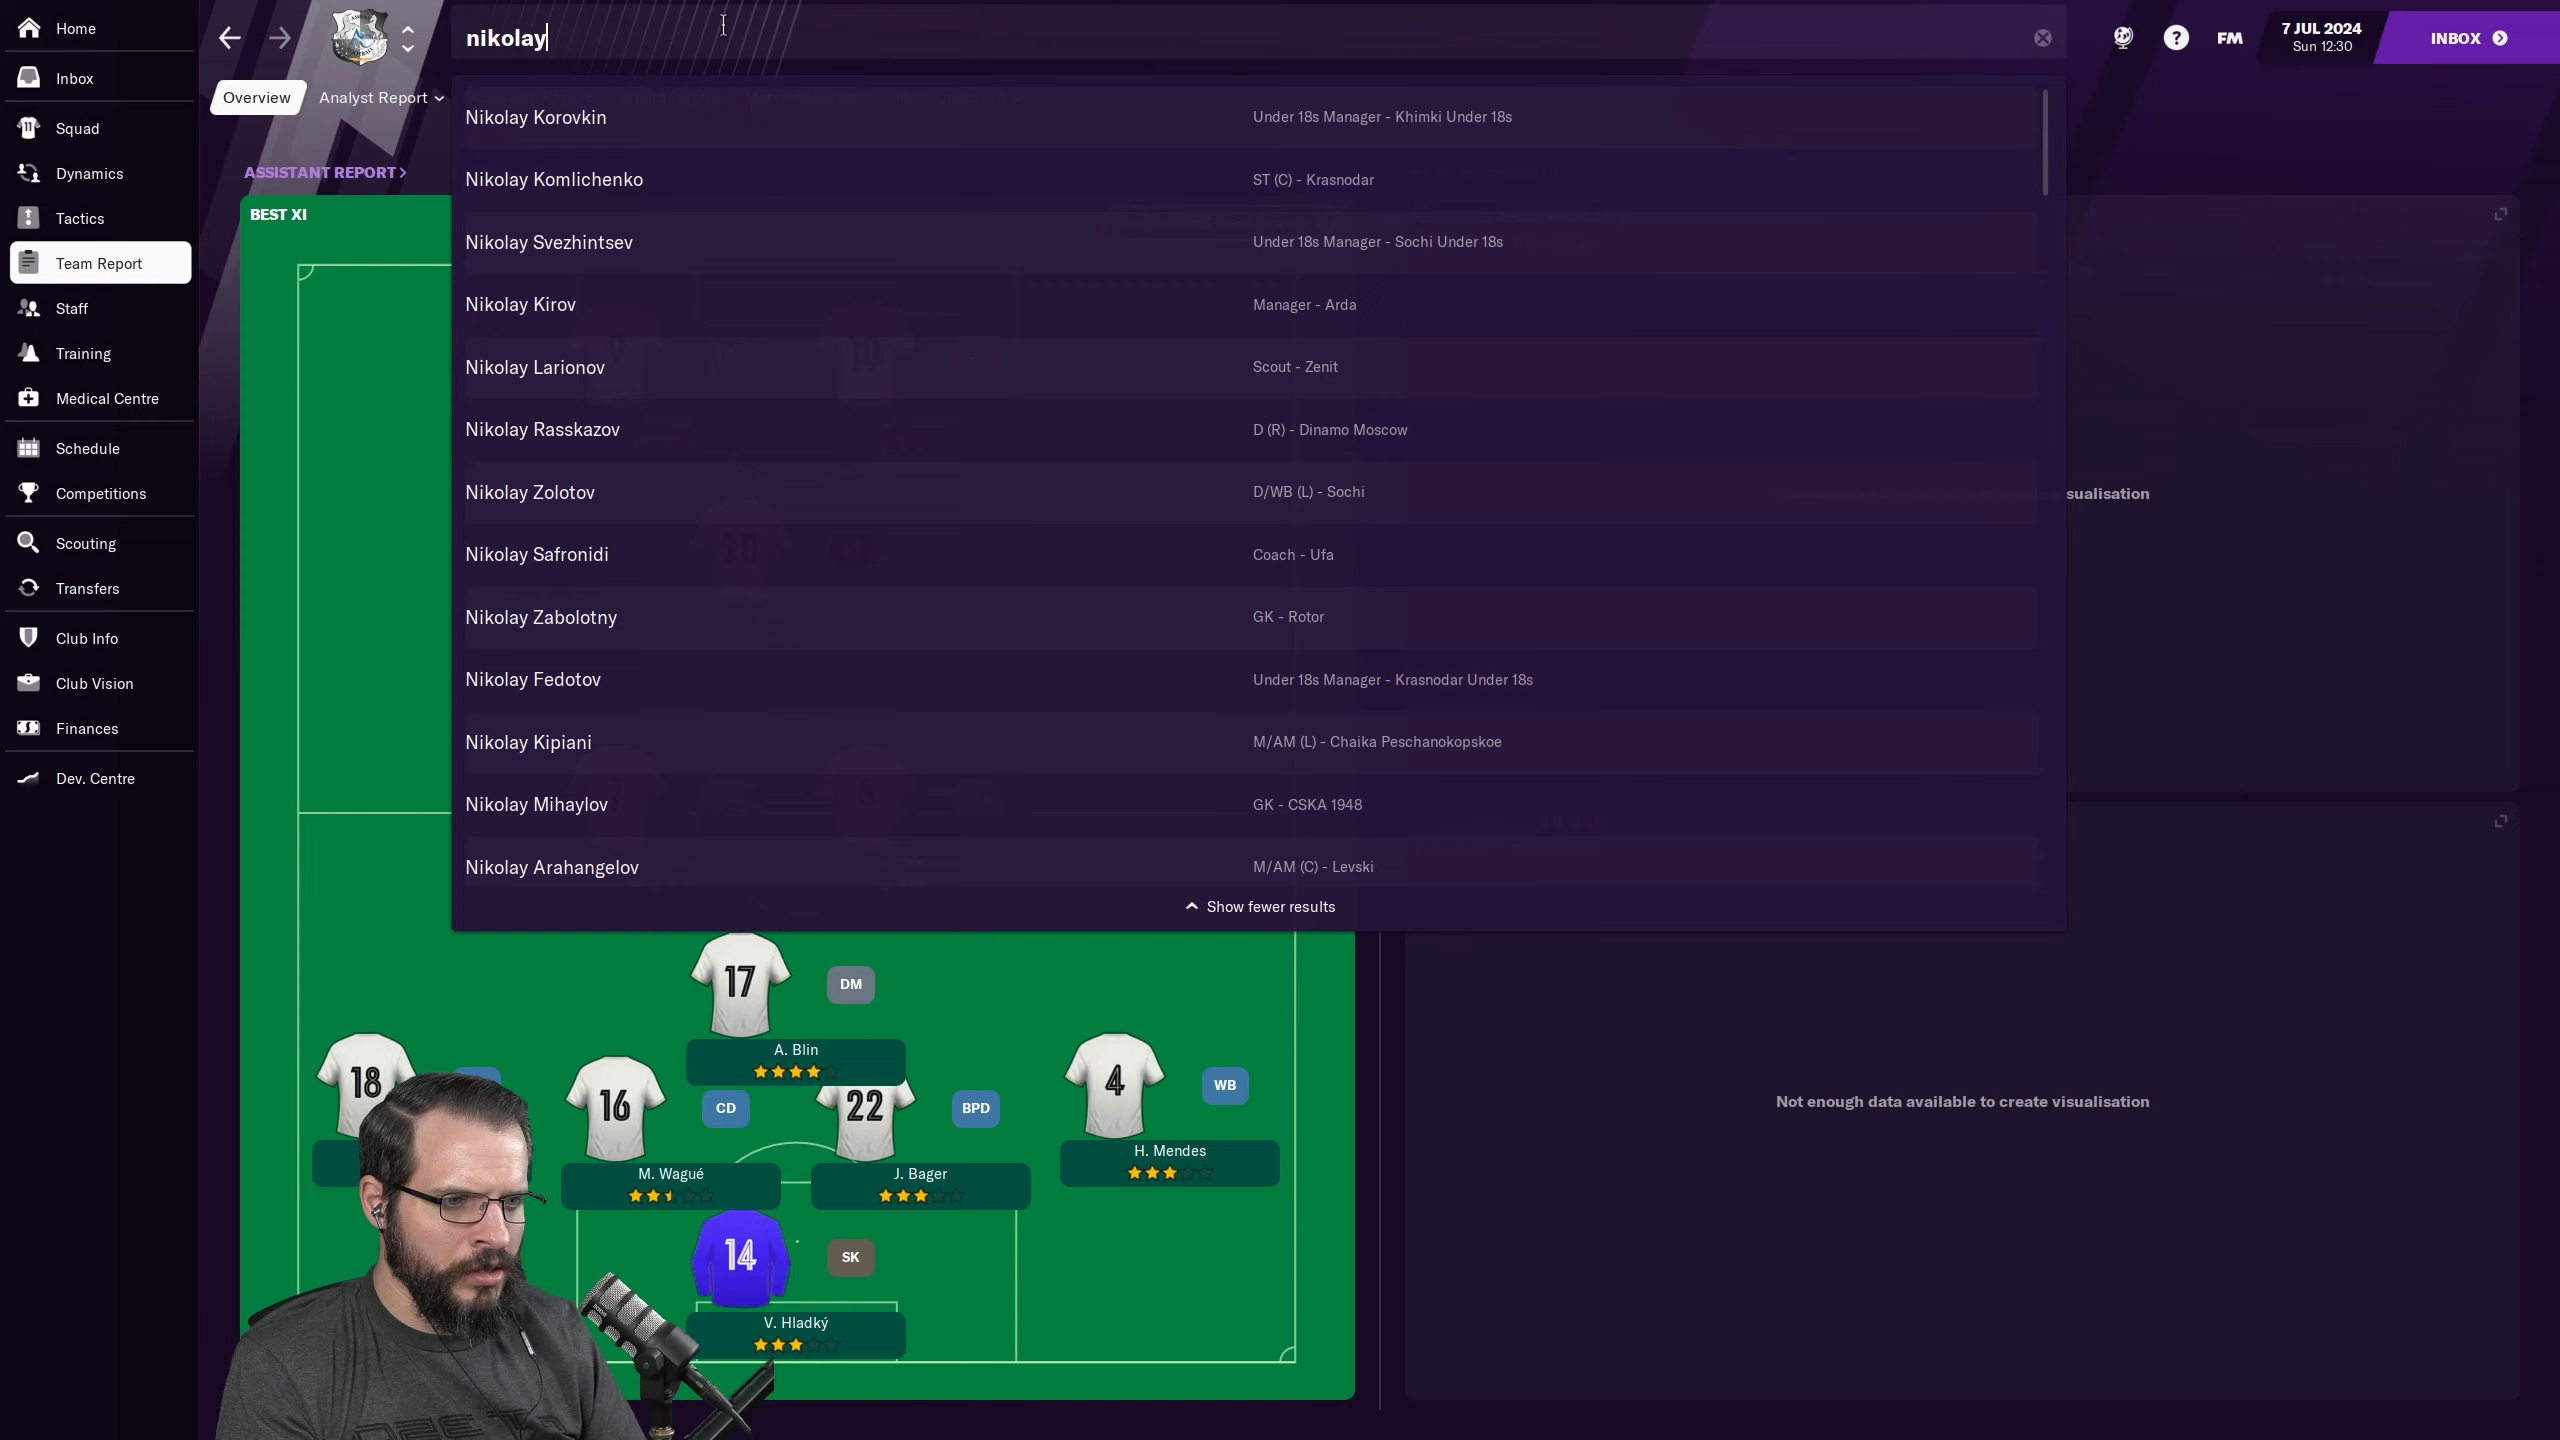 Home
Inbox
Squad
Dynamics
Tactics
Team Report
Staff
Training
Medical Centre
Schedule
Competitions
Scouting
Transfers
Club Info
Club Vision
Finances
Dev. Centre
nikolay
FM
7 JUL 2024
Sun 12:30
INBOX
Overview
Analyst Report
ASSISTANT REPORT
BEST XI
Nikolay Korovkin Under 18s Manager - Khimki Under 18s
Nikolay Komlichenko ST (C) - Krasnodar
Nikolay Svezhintsev Under 18s Manager - Sochi Under 18s
Nikolay Kirov Manager - Arda
Nikolay Larionov Scout - Zenit
Nikolay Rasskazov D (R) - Dinamo Moscow
Nikolay Zolotov D/WB (L) - Sochi
Nikolay Safronidi Coach - Ufa
Nikolay Zabolotny GK - Rotor
Nikolay Fedotov Under 18s Manager - Krasnodar Under 18s
Nikolay Kipiani M/AM (L) - Chaika Peschanokopskoe
Nikolay Mihaylov GK - CSKA 1948
Nikolay Arahangelov M/AM (C) - Levski
Show fewer results
sualisation
Not enough data available to create visualisation
17 DM
A. Blin
18
16 CD
22 BPD
4 WB
M. Wagué
J. Bager
H. Mendes
14 SK
V. Hladký